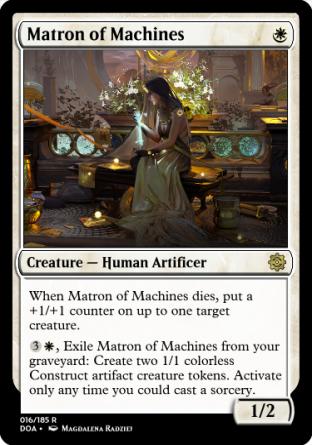 Matron of Machines
Creature — Human Artificer
When Matron of Machines dies, put a
+1/+1 counter on up to one target
creature.
3, Exile Matron of Machines from your
graveyard: Create two 1/1 colorless
Construct artifact creature tokens. Activate
only any time you could cast a sorcery.
1/2
016/185 R
DOA • Magdalena Radziej